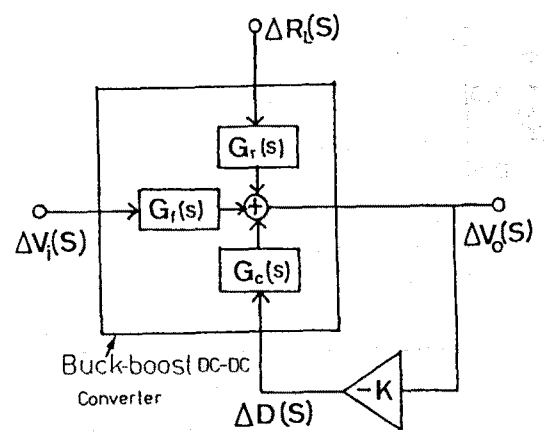 ΔR_L(S)
G_r(s)
G_f(s)
+
ΔV_i(S)
ΔV_o(S)
G_c(s)
Buck-boost DC-DC
Converter
-K
ΔD(S)